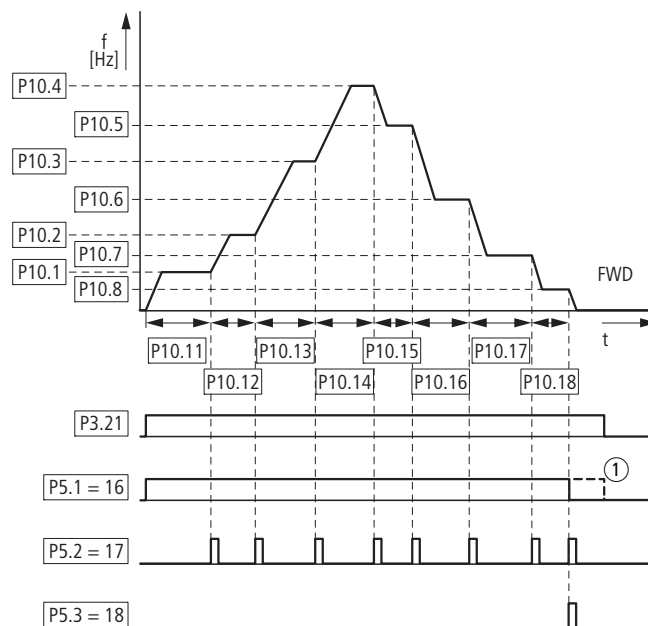 f
[Hz]
P10.4
P10.5
P10.3
P10.6
P10.2
P10.7
P10.1
P10.8
FWD
t
P10.11
P10.13
P10.15
P10.17
P10.12
P10.14
P10.16
P10.18
P3.21
P5.1 = 16
1
P5.2 = 17
P5.3 = 18